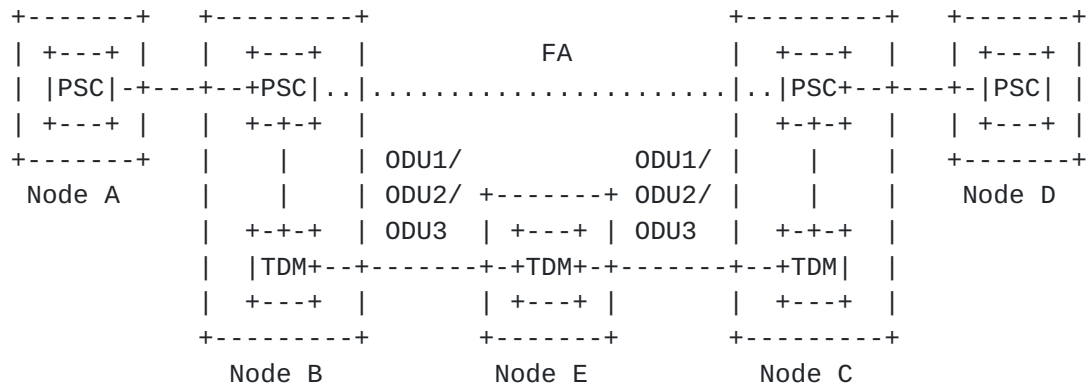 +-------+   +---------+                        +---------+   +-------+
| +---+ |   |  +---+  |           FA           |  +---+  |   | +---+ |
| |PSC|-+---+--+PSC|..|........................|..|PSC+--+---+-|PSC| |
| +---+ |   |  +-+-+  |                        |  +-+-+  |   | +---+ |
+-------+   |    |    | ODU1/            ODU1/ |    |    |   +-------+
 Node A     |    |    | ODU2/ +-------+ ODU2/ |    |    |    Node D
            |  +-+-+  | ODU3  | +---+ | ODU3  |  +-+-+  |
            |  |TDM+--+-------+-+TDM+-+-------+--+TDM|  |
            |  +---+  |       | +---+ |       |  +---+  |
            +---------+       +-------+       +---------+
              Node B           Node E           Node C